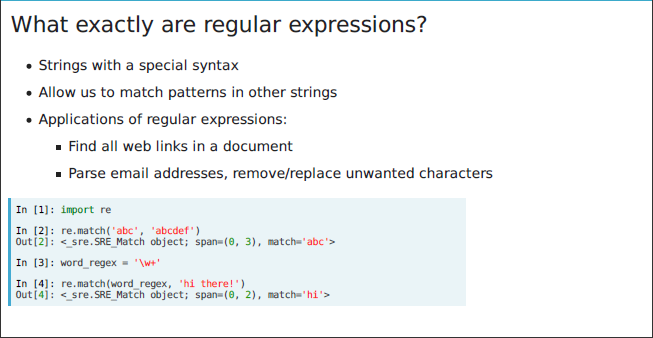 What exactly are regular expressions?
• Strings with a special syntax
• Allow us to match patterns in other strings
• Applications of regular expressions:
▪ Find all web links in a document
▪ Parse email addresses, remove/replace unwanted characters
In [1]: import re
In [2]: re.match('abc', 'abcdef')
Out[2]: <_sre.SRE_Match object; span=(0, 3), match='abc'>
In [3]: word_regex = '\w+'
In [4]: re.match(word_regex, 'hi there!')
Out[4]: <_sre.SRE_Match object; span=(0, 2), match='hi'>